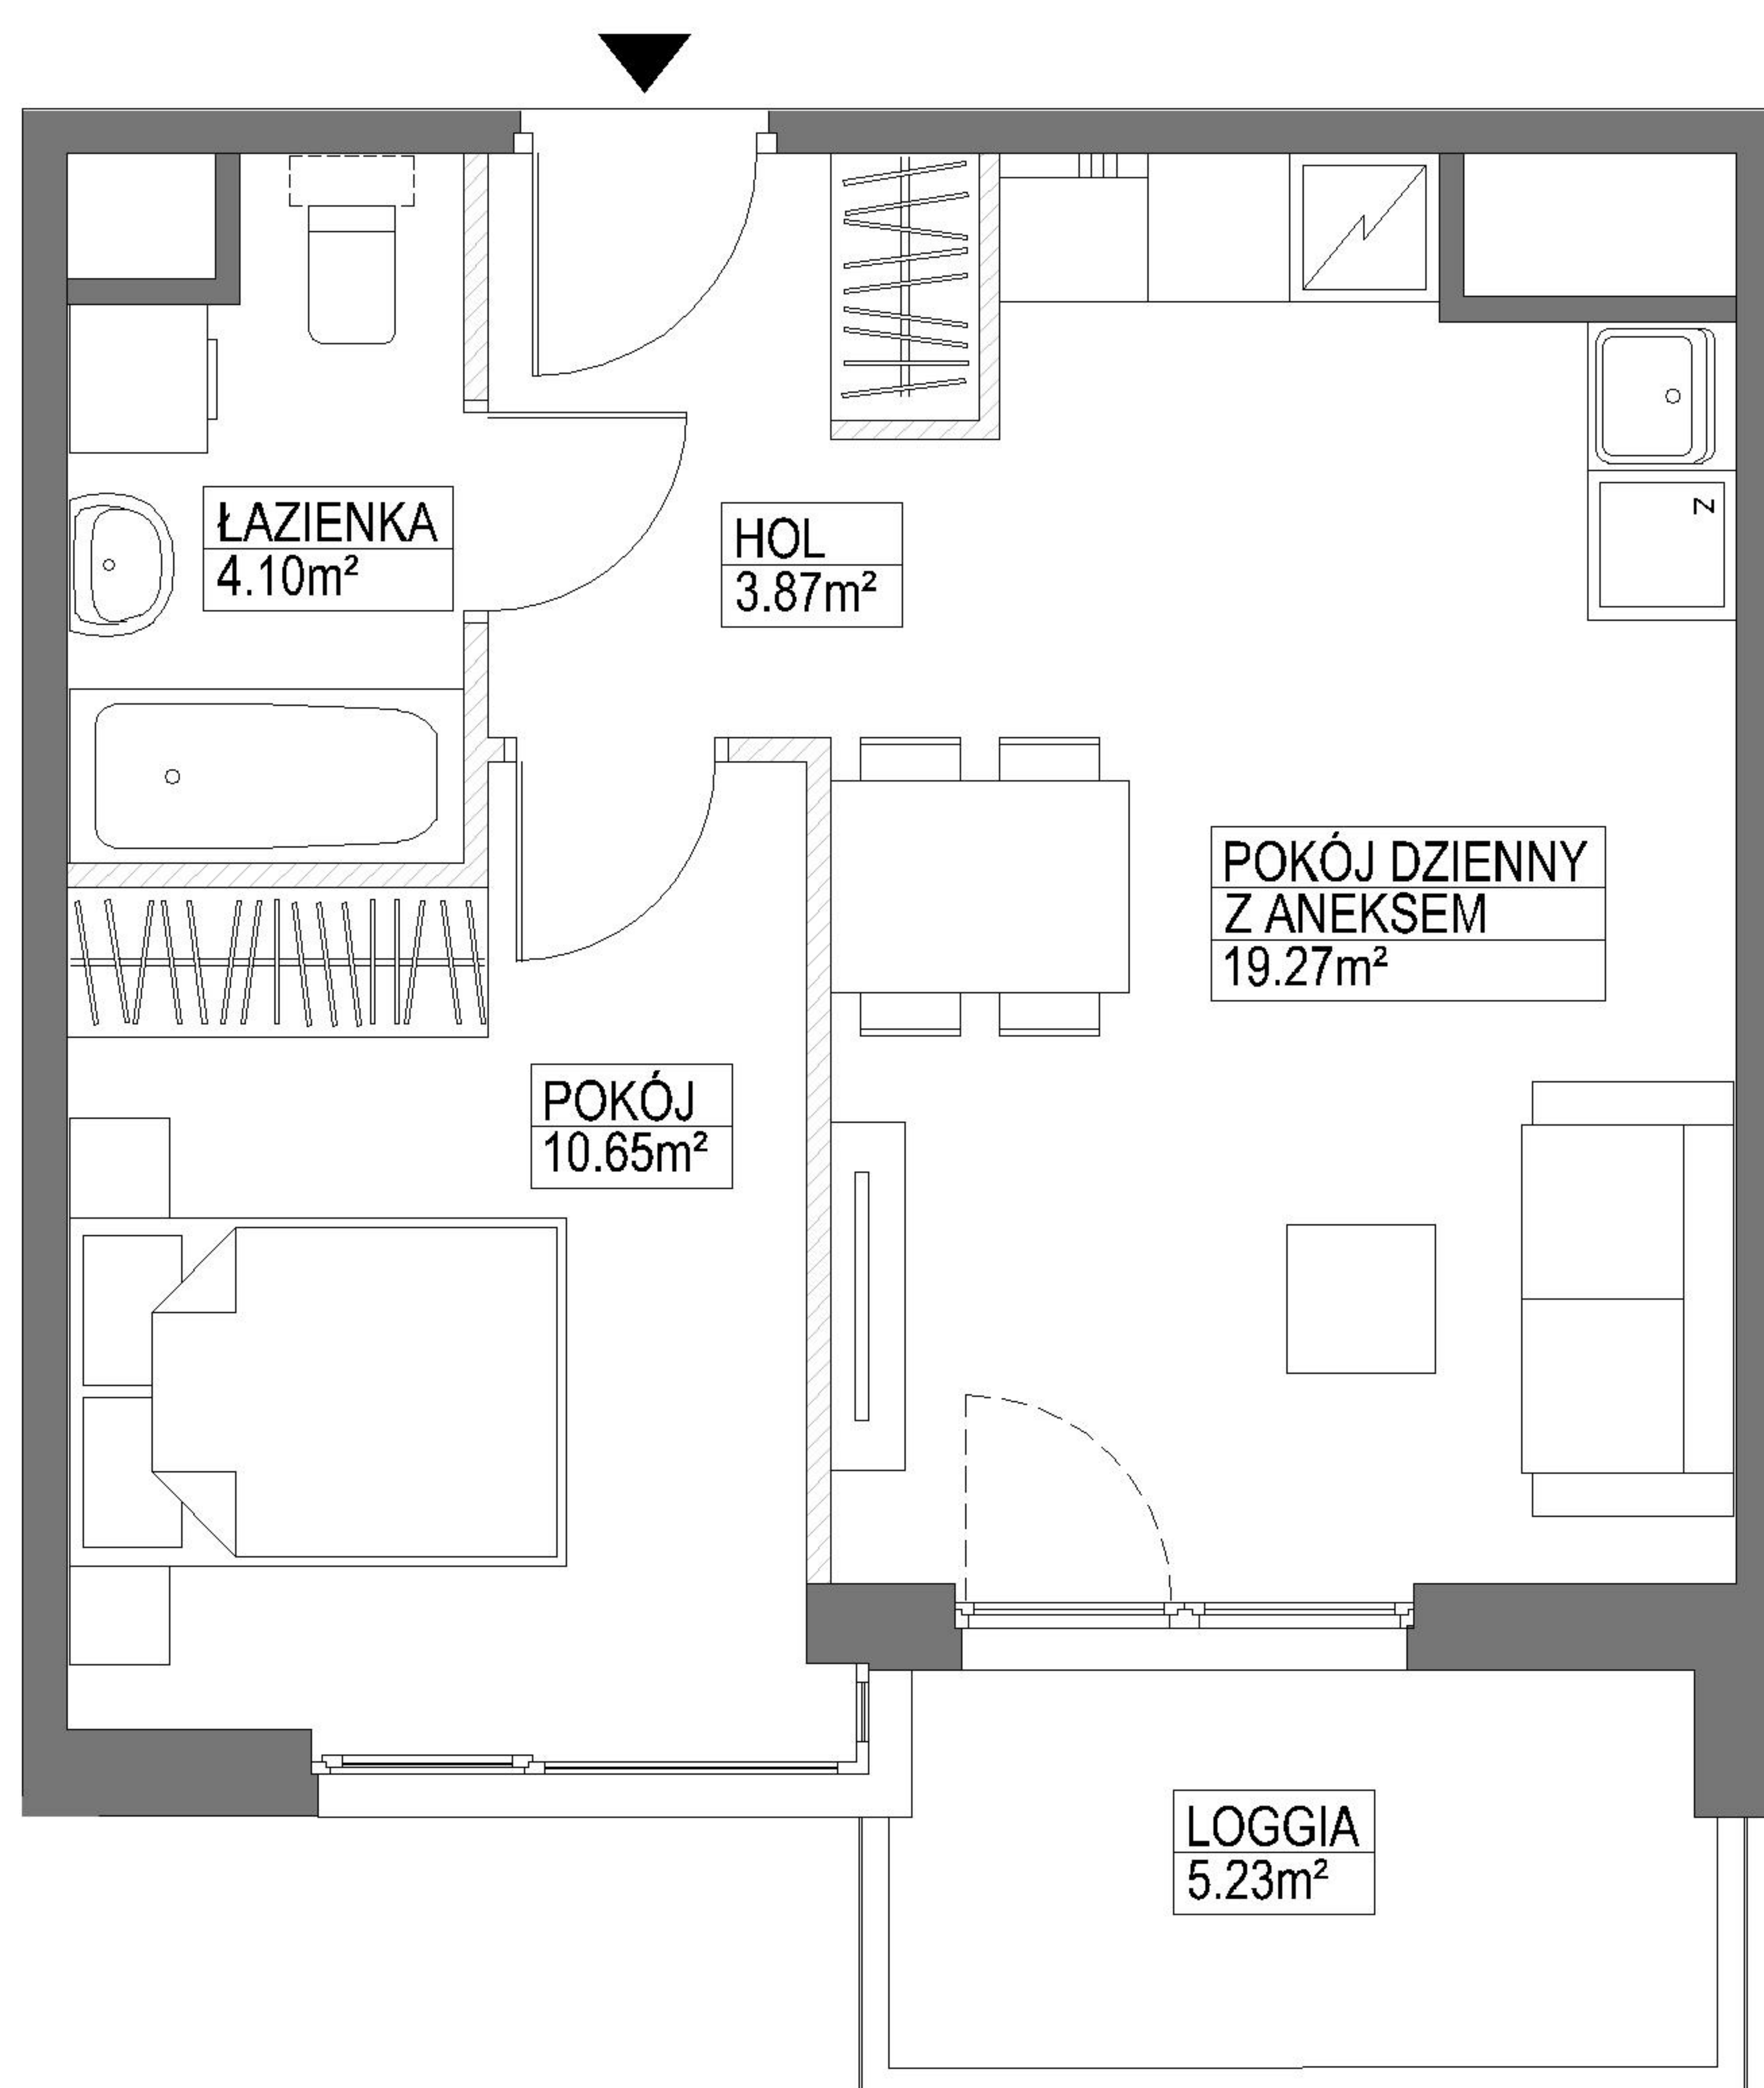 ŁAZIENKA
4.10m²
HOL
3.87m²
Z
POKÓJ DZIENNY
Z ANEKSEM
19.27m²
POKÓJ
10.65m²
LOGGIA
5.23m²